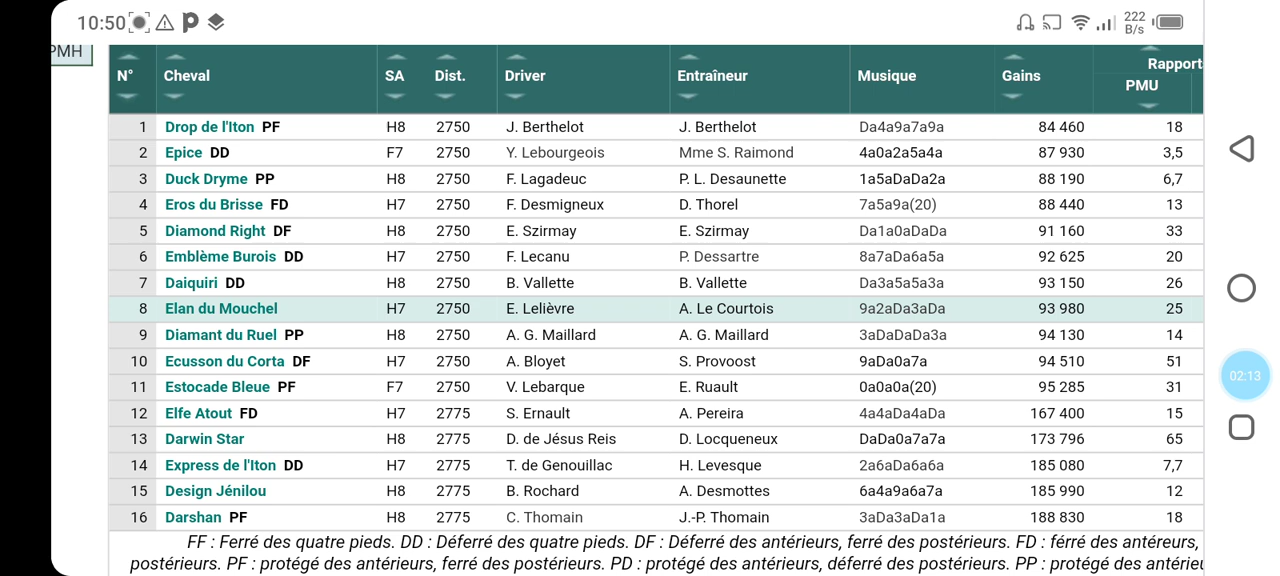 10:50 222 B/s
PMH
N° Cheval SA Dist. Driver Entraîneur Musique Gains Rapport
PMU
1 Drop de l'Iton PF H8 2750 J. Berthelot J. Berthelot Da4a9a7a9a 84 460 18
2 Epice DD F7 2750 Y. Lebourgeois Mme S. Raimond 4a0a2a5a4a 87 930 3,5
3 Duck Dryme PP H8 2750 F. Lagadeuc P. L. Desaunette 1a5aDaDa2a 88 190 6,7
4 Eros du Brisse FD H7 2750 F. Desmigneux D. Thorel 7a5a9a(20) 88 440 13
5 Diamond Right DF H8 2750 E. Szirmay E. Szirmay Da1a0aDaDa 91 160 33
6 Emblème Burois DD H7 2750 F. Lecanu P. Dessartre 8a7aDa6a5a 92 625 20
7 Daiquiri DD H8 2750 B. Vallette B. Vallette Da3a5a5a3a 93 150 26
8 Elan du Mouchel H7 2750 E. Lelièvre A. Le Courtois 9a2aDa3aDa 93 980 25
9 Diamant du Ruel PP H8 2750 A. G. Maillard A. G. Maillard 3aDaDaDa3a 94 130 14
10 Ecusson du Corta DF H7 2750 A. Bloyet S. Provoost 9aDa0a7a 94 510 51
11 Estocade Bleue PF F7 2750 V. Lebarque E. Ruault 0a0a0a(20) 95 285 31
12 Elfe Atout FD H7 2775 S. Ernault A. Pereira 4a4aDa4aDa 167 400 15
13 Darwin Star H8 2775 D. de Jésus Reis D. Locqueneux DaDa0a7a7a 173 796 65
14 Express de l'Iton DD H7 2775 T. de Genouillac H. Levesque 2a6aDa6a6a 185 080 7,7
15 Design Jénilou H8 2775 B. Rochard A. Desmottes 6a4a9a6a7a 185 990 12
16 Darshan PF H8 2775 C. Thomain J.-P. Thomain 3aDa3aDa1a 188 830 18
FF : Ferré des quatre pieds. DD : Déferré des quatre pieds. DF : Déferré des antérieurs, ferré des postérieurs. FD : férré des antéreurs,
postérieurs. PF : protégé des antérieurs, ferré des postérieurs. PD : protégé des antérieurs, déferré des postérieurs. PP : protégé des antérieu
02:13